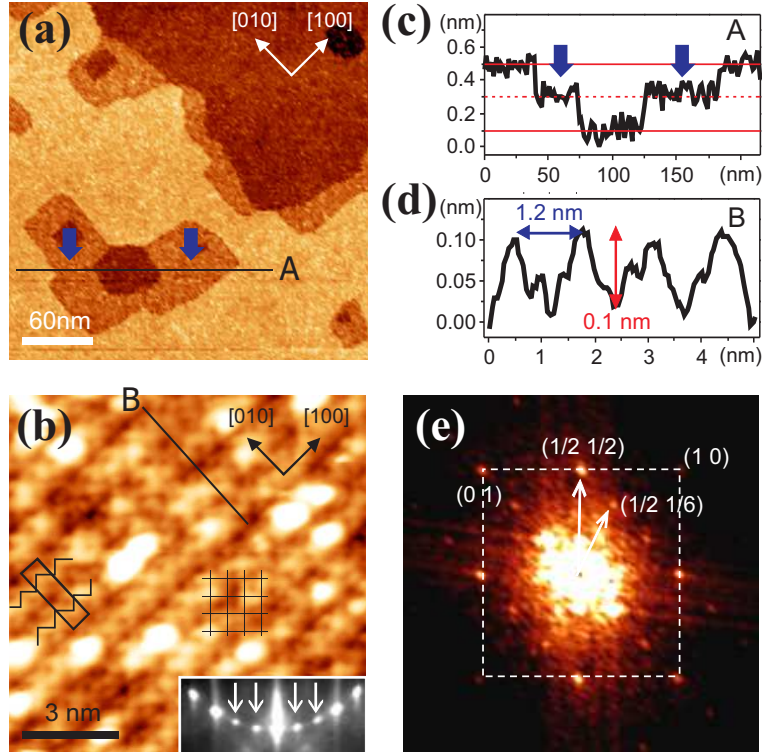 (a)
[010] [100]
A
60nm
(c)
(nm)
A
0.6
0.4
0.2
0.0
0 50 100 150 (nm)
(d)
(nm)
B
1.2 nm
0.10
0.05
0.00
0.1 nm
0 1 2 3 4 (nm)
(b)
B
[010] [100]
3 nm
(e)
(1/2 1/2)
(1 0)
(0 1)
(1/2 1/6)